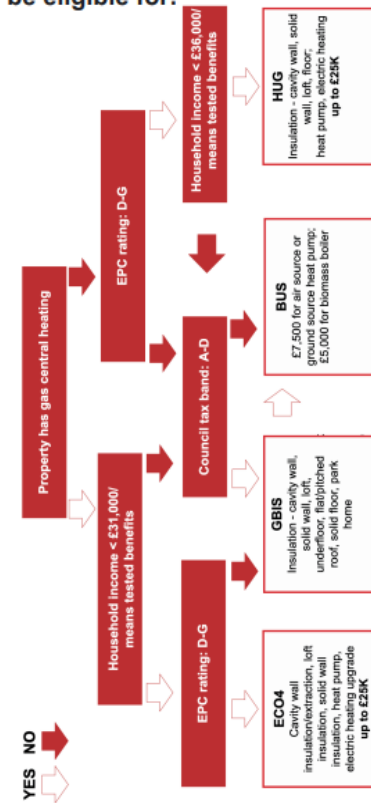 be eligible for:
YES NO
Property has gas central heating
Household income < £31,000/
means tested benefits
EPC rating: D-G
EPC rating: D-G
Council tax band: A-D
Household income < £36,000/
means tested benefits
ECO4
Cavity wall
insulation/extraction, loft
insulation, solid wall
insulation, heat pump,
electric heating upgrade
up to £25K
GBIS
Insulation - cavity wall,
solid wall, loft,
underfloor, flat/pitched
roof, solid floor, park
home
BUS
£7,500 for air source or
ground source heat pump;
£5,000 for biomass boiler
HUG
Insulation - cavity wall, solid
wall, loft, floor;
heat pump, electric heating
up to £25K